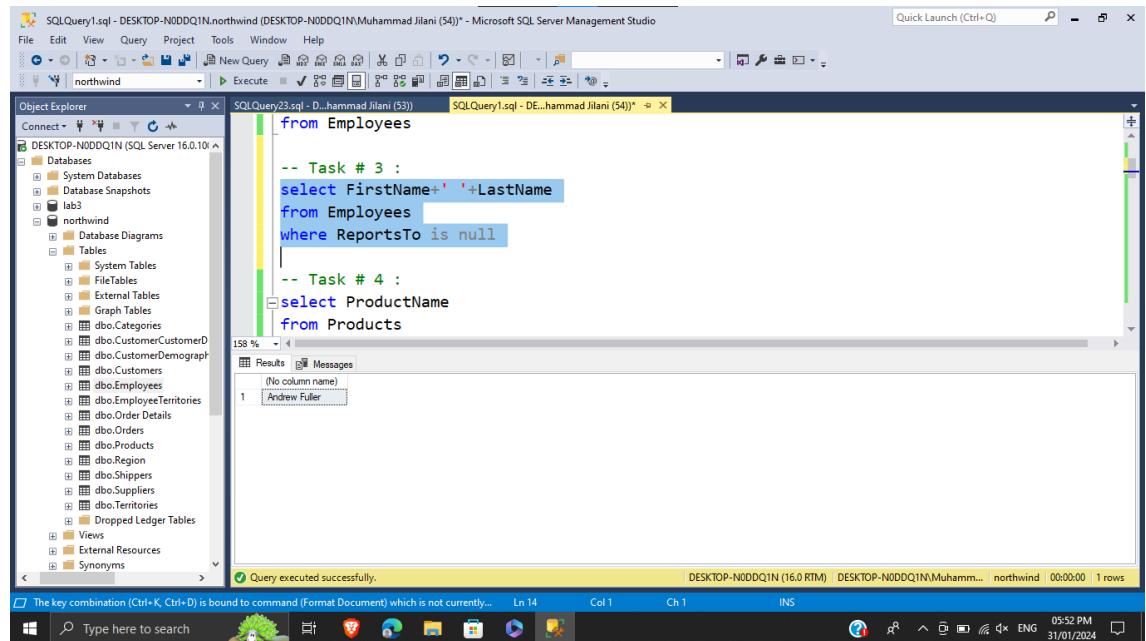 SQLQuery1.sql - DESKTOP-N0DDQ1N.northwind (DESKTOP-N0DDQ1N\Muhammad Jilani (54))* - Microsoft SQL Server Management Studio
Quick Launch (Ctrl+Q)
File Edit View Query Project Tools Window Help
New Query
northwind
Execute
Object Explorer
SQLQuery23.sql - D...hammad Jilani (53))
SQLQuery1.sql - DE...hammad Jilani (54))*
Connect
DESKTOP-N0DDQ1N (SQL Server 16.0.100
Databases
System Databases
Database Snapshots
lab3
northwind
Database Diagrams
Tables
System Tables
FileTables
External Tables
Graph Tables
dbo.Categories
dbo.CustomerCustomerD
dbo.CustomerDemograph
dbo.Customers
dbo.Employees
dbo.EmployeeTerritories
dbo.Order Details
dbo.Orders
dbo.Products
dbo.Region
dbo.Shippers
dbo.Suppliers
dbo.Territories
Dropped Ledger Tables
Views
External Resources
Synonyms
from Employees
-- Task # 3 :
select FirstName+' '+LastName
from Employees
where ReportsTo is null
-- Task # 4 :
select ProductName
from Products
158 %
Results Messages
(No column name)
1 Andrew Fuller
Query executed successfully.
DESKTOP-N0DDQ1N (16.0 RTM) DESKTOP-N0DDQ1N\Muhamm... northwind 00:00:00 1 rows
The key combination (Ctrl+K, Ctrl+D) is bound to command (Format Document) which is not currently... Ln 14 Col 1 Ch 1 INS
Type here to search
ENG
05:52 PM
31/01/2024